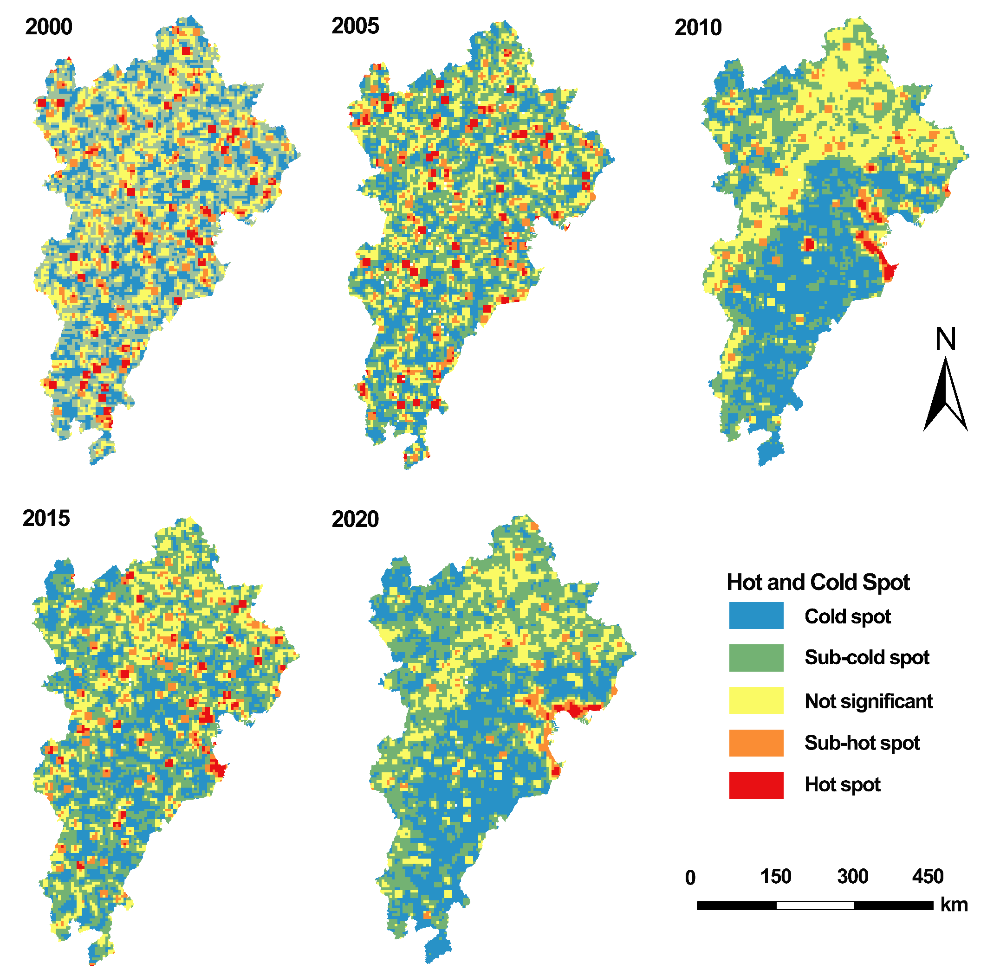 2000
2005
2010
N
2015
2020
Hot and Cold Spot
Cold spot
Sub-cold spot
Not significant
Sub-hot spot
Hot spot
0 150 300 450
km